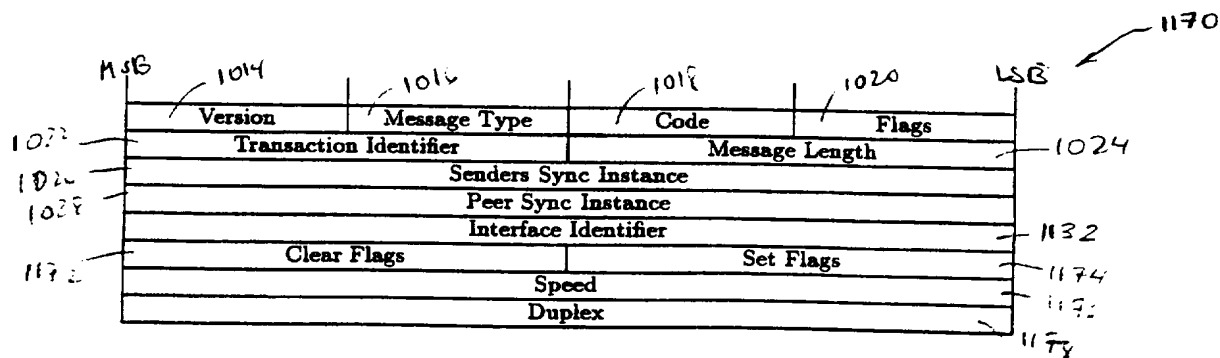 1170
MSB 1014 1016 1018 1020 LSB
Version Message Type Code Flags
Transaction Identifier Message Length 1024
Senders Sync Instance
Peer Sync Instance
Interface Identifier 1132
Clear Flags Set Flags 1174
Speed
Duplex 1178